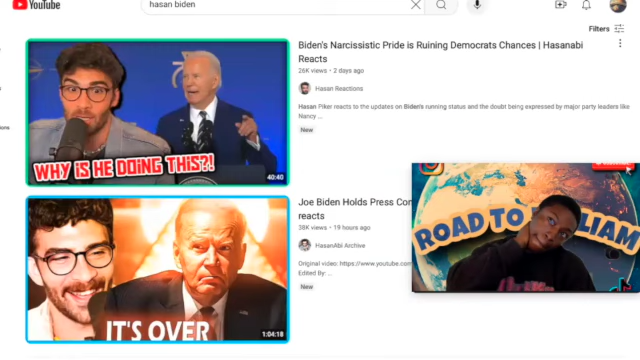 YouTube
hasan biden
Filters
Biden's Narcissistic Pride is Ruining Democrats Chances | Hasanabi
Reacts
26K views • 2 days ago
Hasan Reactions
Hasan Piker reacts to the updates on Biden's running status and the doubt being expressed by major party leaders like
Nancy ...
New
WHY IS HE DOING THIS?!
40:40
Joe Biden Holds Press Con
reacts
38K views • 19 hours ago
HasanAbi Archive
Original video: https://www.youtube.com
Edited By: ...
New
IT'S OVER
1:04:18
ROAD TO
LIAM